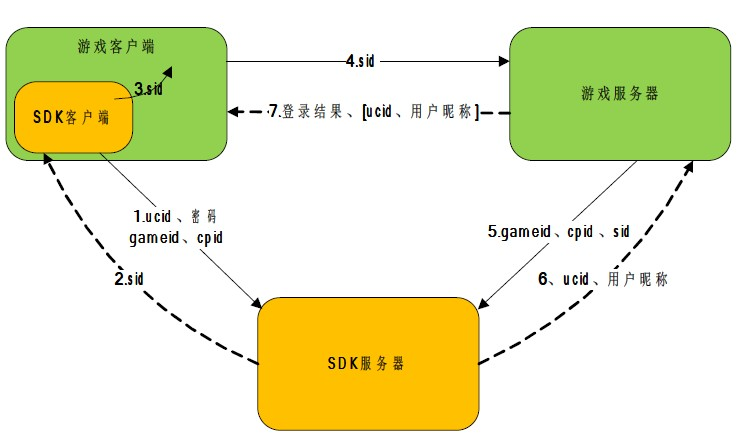 游戏客户端
4.sid
3.sid
SDK客户端
游戏服务器
7.登录结果、[ucid、用户昵称]
1.ucid、密码
gameid、cpid
5.gameid、cpid、sid
2.sid
6、ucid、用户昵称
SDK服务器